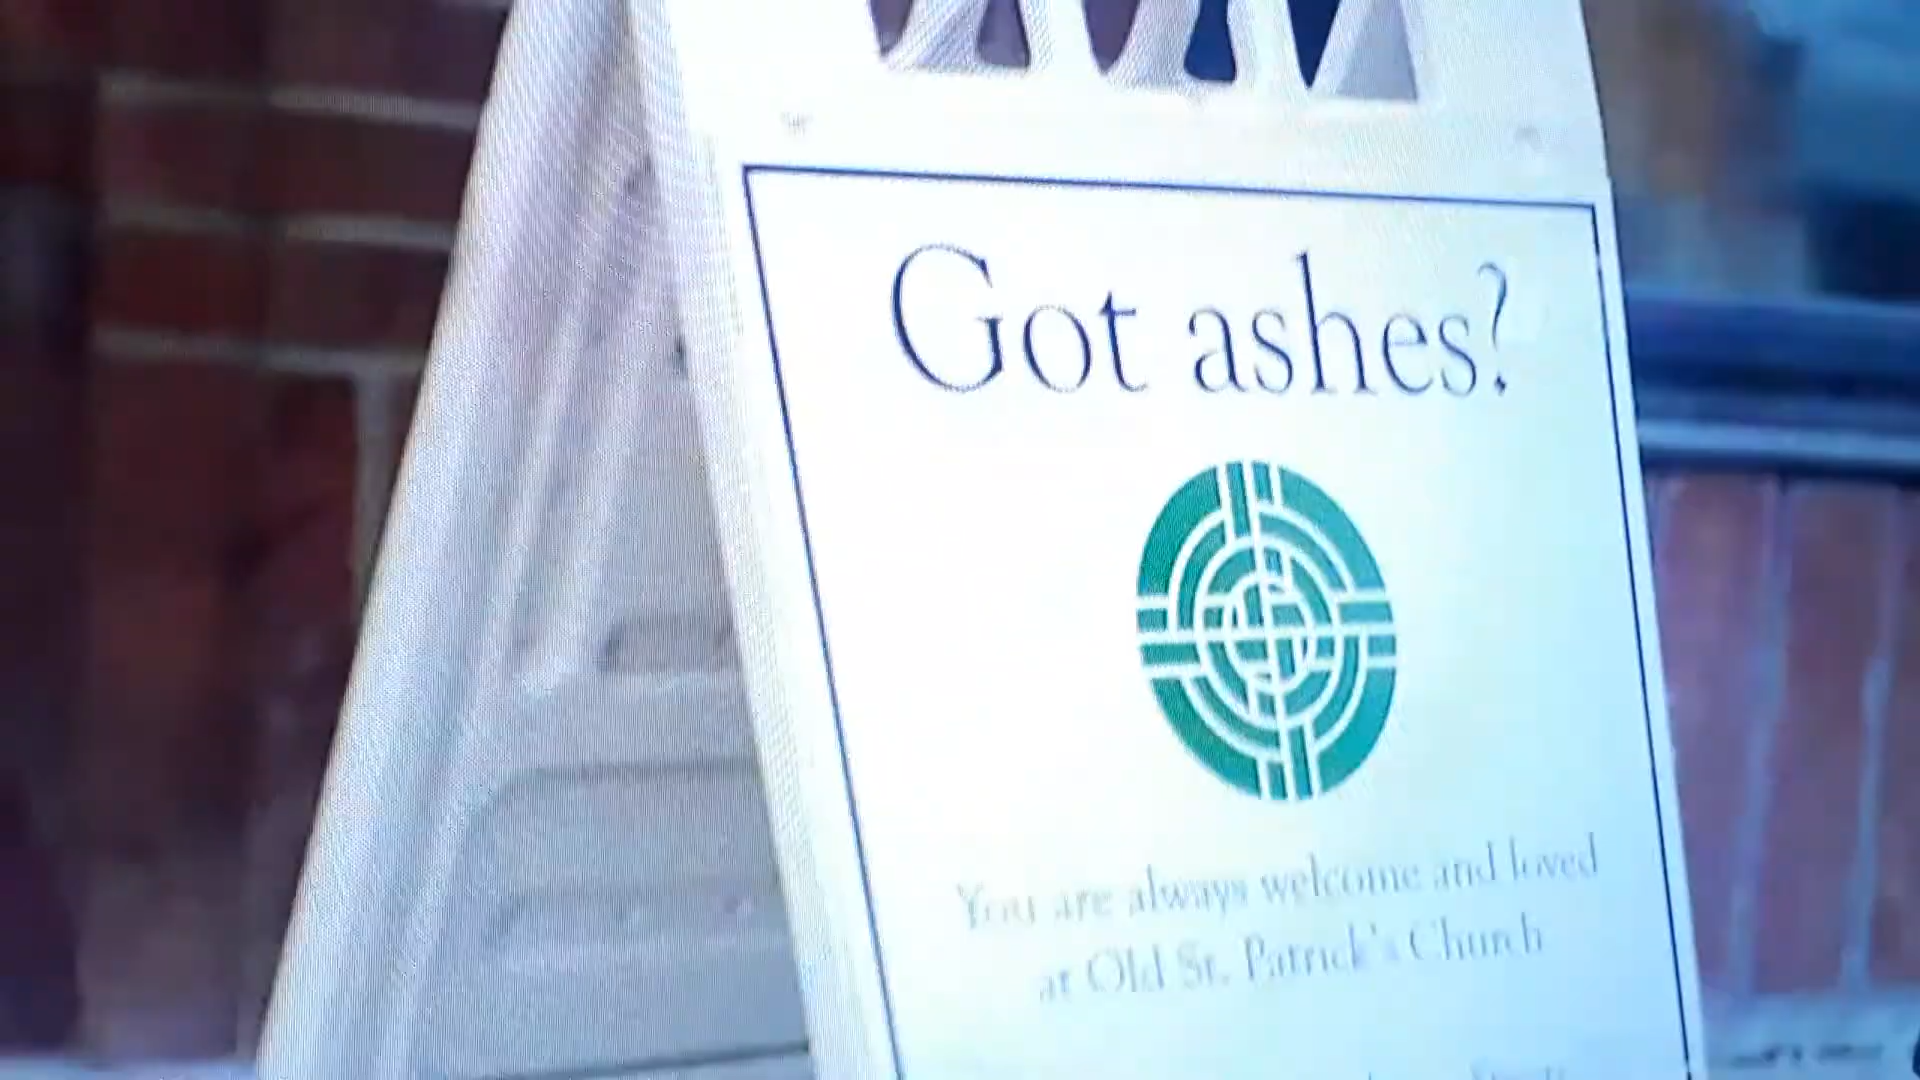 Got ashes?
You are always welcome and loved
at Old St. Patrick's Church